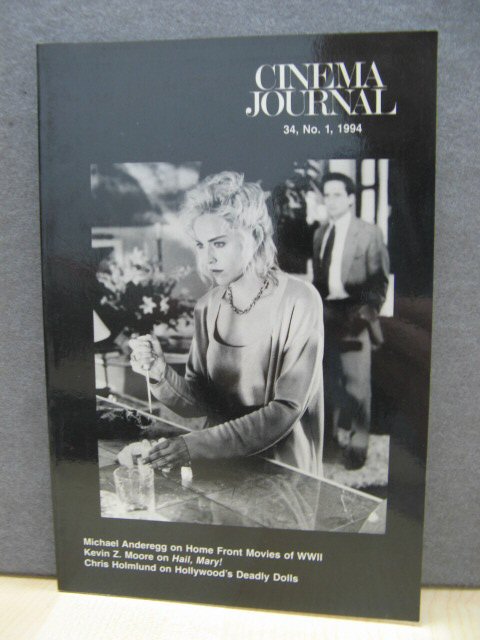 CINEMA
JOURNAL
34, No. 1, 1994
Michael Anderegg on Home Front Movies of WWII
Kevin Z. Moore on Hail, Mary!
Chris Holmlund on Hollywood's Deadly Dolls